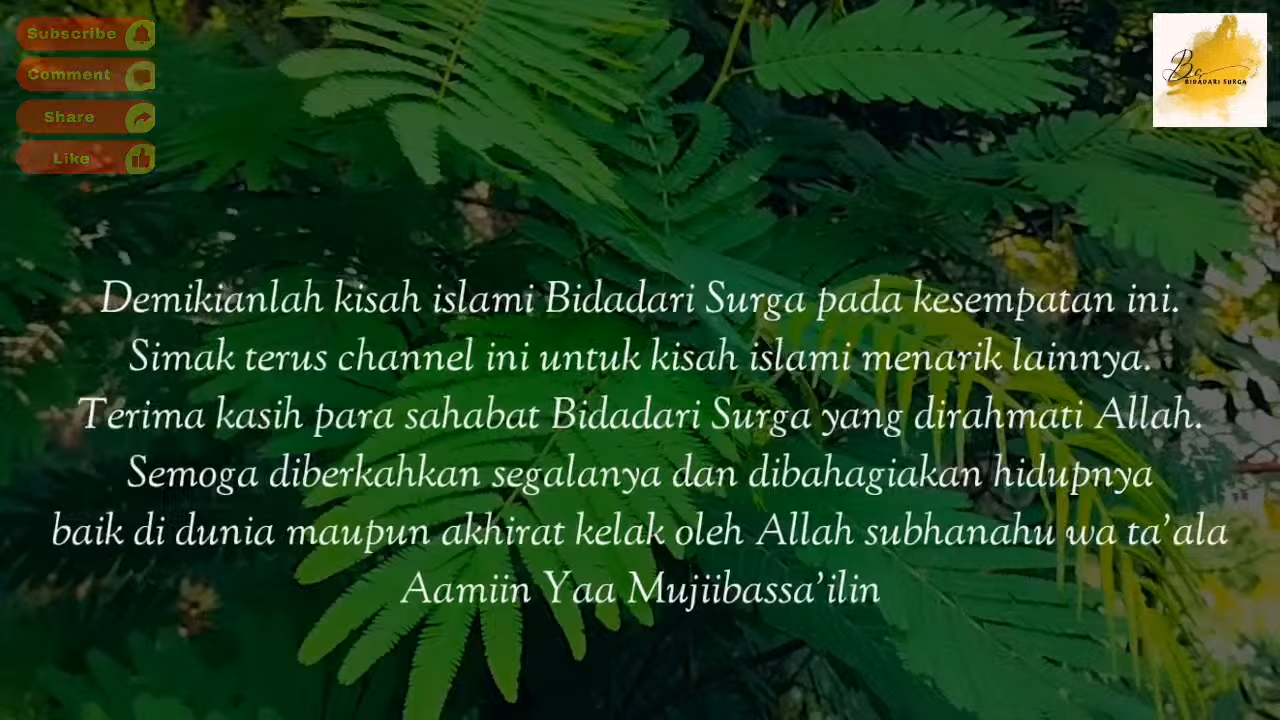 Subscribe
Comment
Share
Like
Bs
BIDADARI SURGA
Demikianlah kisah islami Bidadari Surga pada kesempatan ini.
Simak terus channel ini untuk kisah islami menarik lainnya.
Terima kasih para sahabat Bidadari Surga yang dirahmati Allah.
Semoga diberkahkan segalanya dan dibahagiakan hidupnya
baik di dunia maupun akhirat kelak oleh Allah subhanahu wa ta’ala
Aamiin Yaa Mujiibassa’ilin